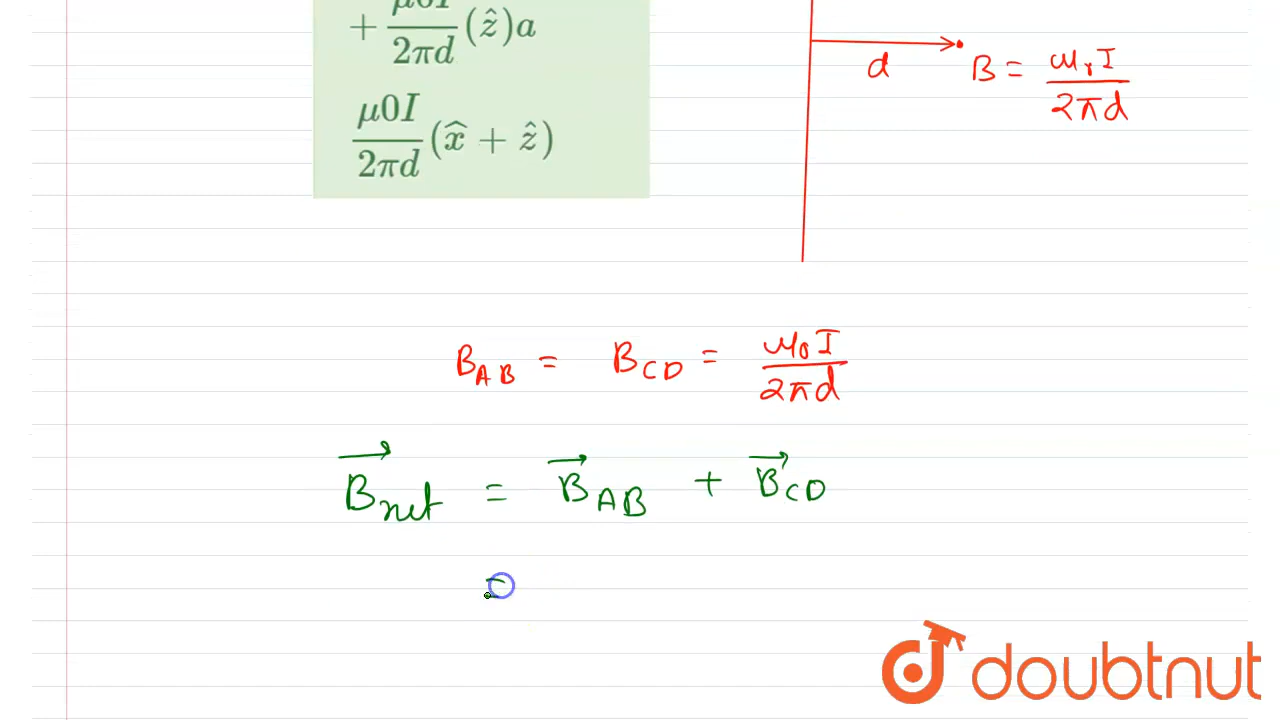 μ0I
+ ── (ẑ)a
2πd
μ0I
── (x̂ + ẑ)
2πd
d
B = μ₀I / 2πd
B_AB = B_CD = μ₀I / 2πd
B⃗_net = B⃗_AB + B⃗_CD
=
doubtnut